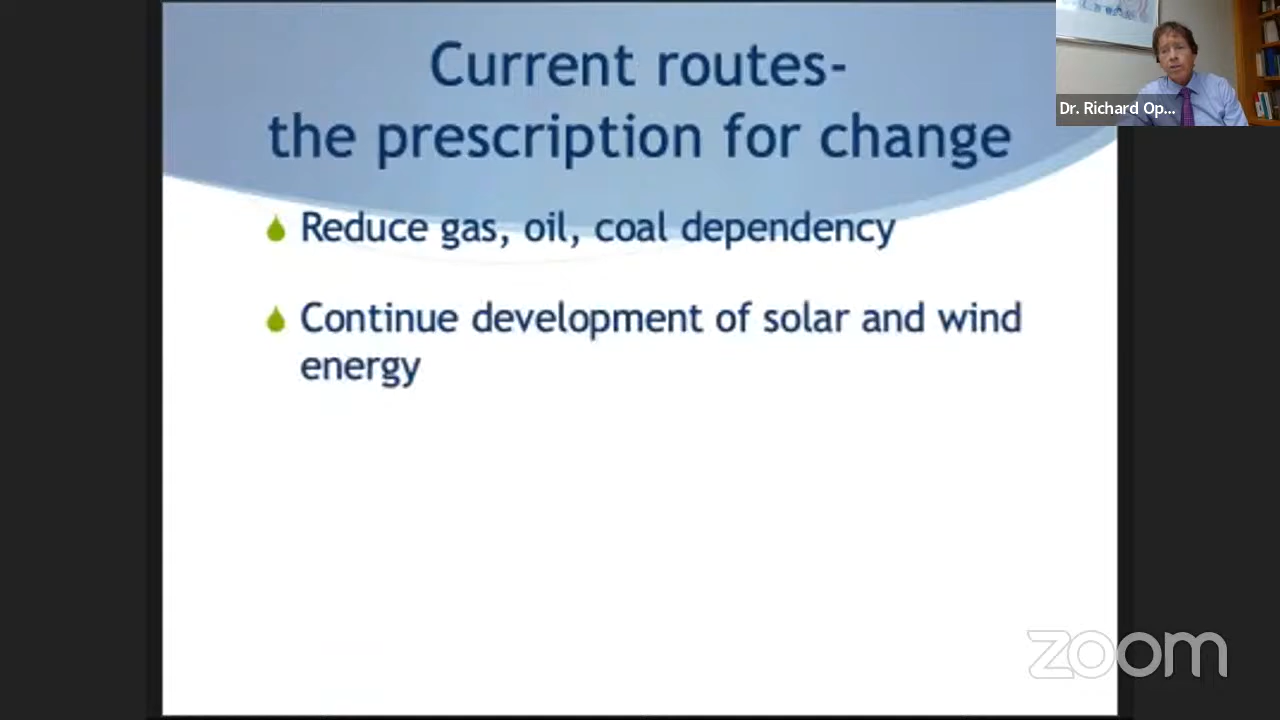 Current routes-
the prescription for change
Dr. Richard Op...
Reduce gas, oil, coal dependency
Continue development of solar and wind
energy
zoom